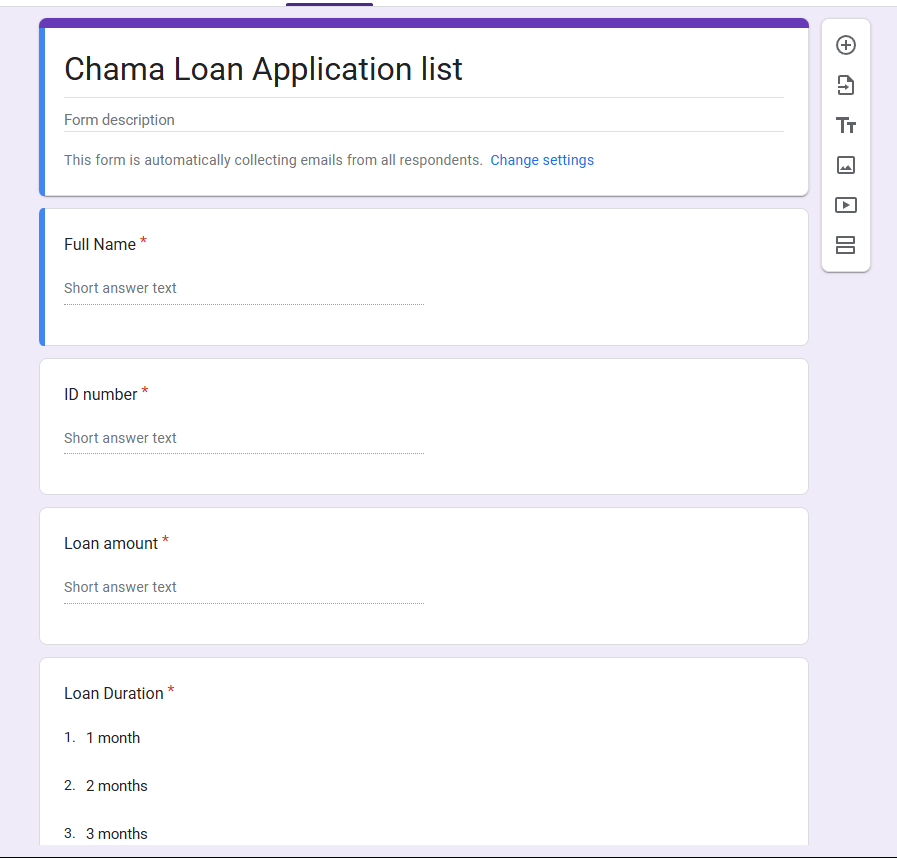 Chama Loan Application list
Form description
This form is automatically collecting emails from all respondents. Change settings
Full Name *
Short answer text
ID number *
Short answer text
Loan amount *
Short answer text
Loan Duration *
1. 1 month
2. 2 months
3. 3 months